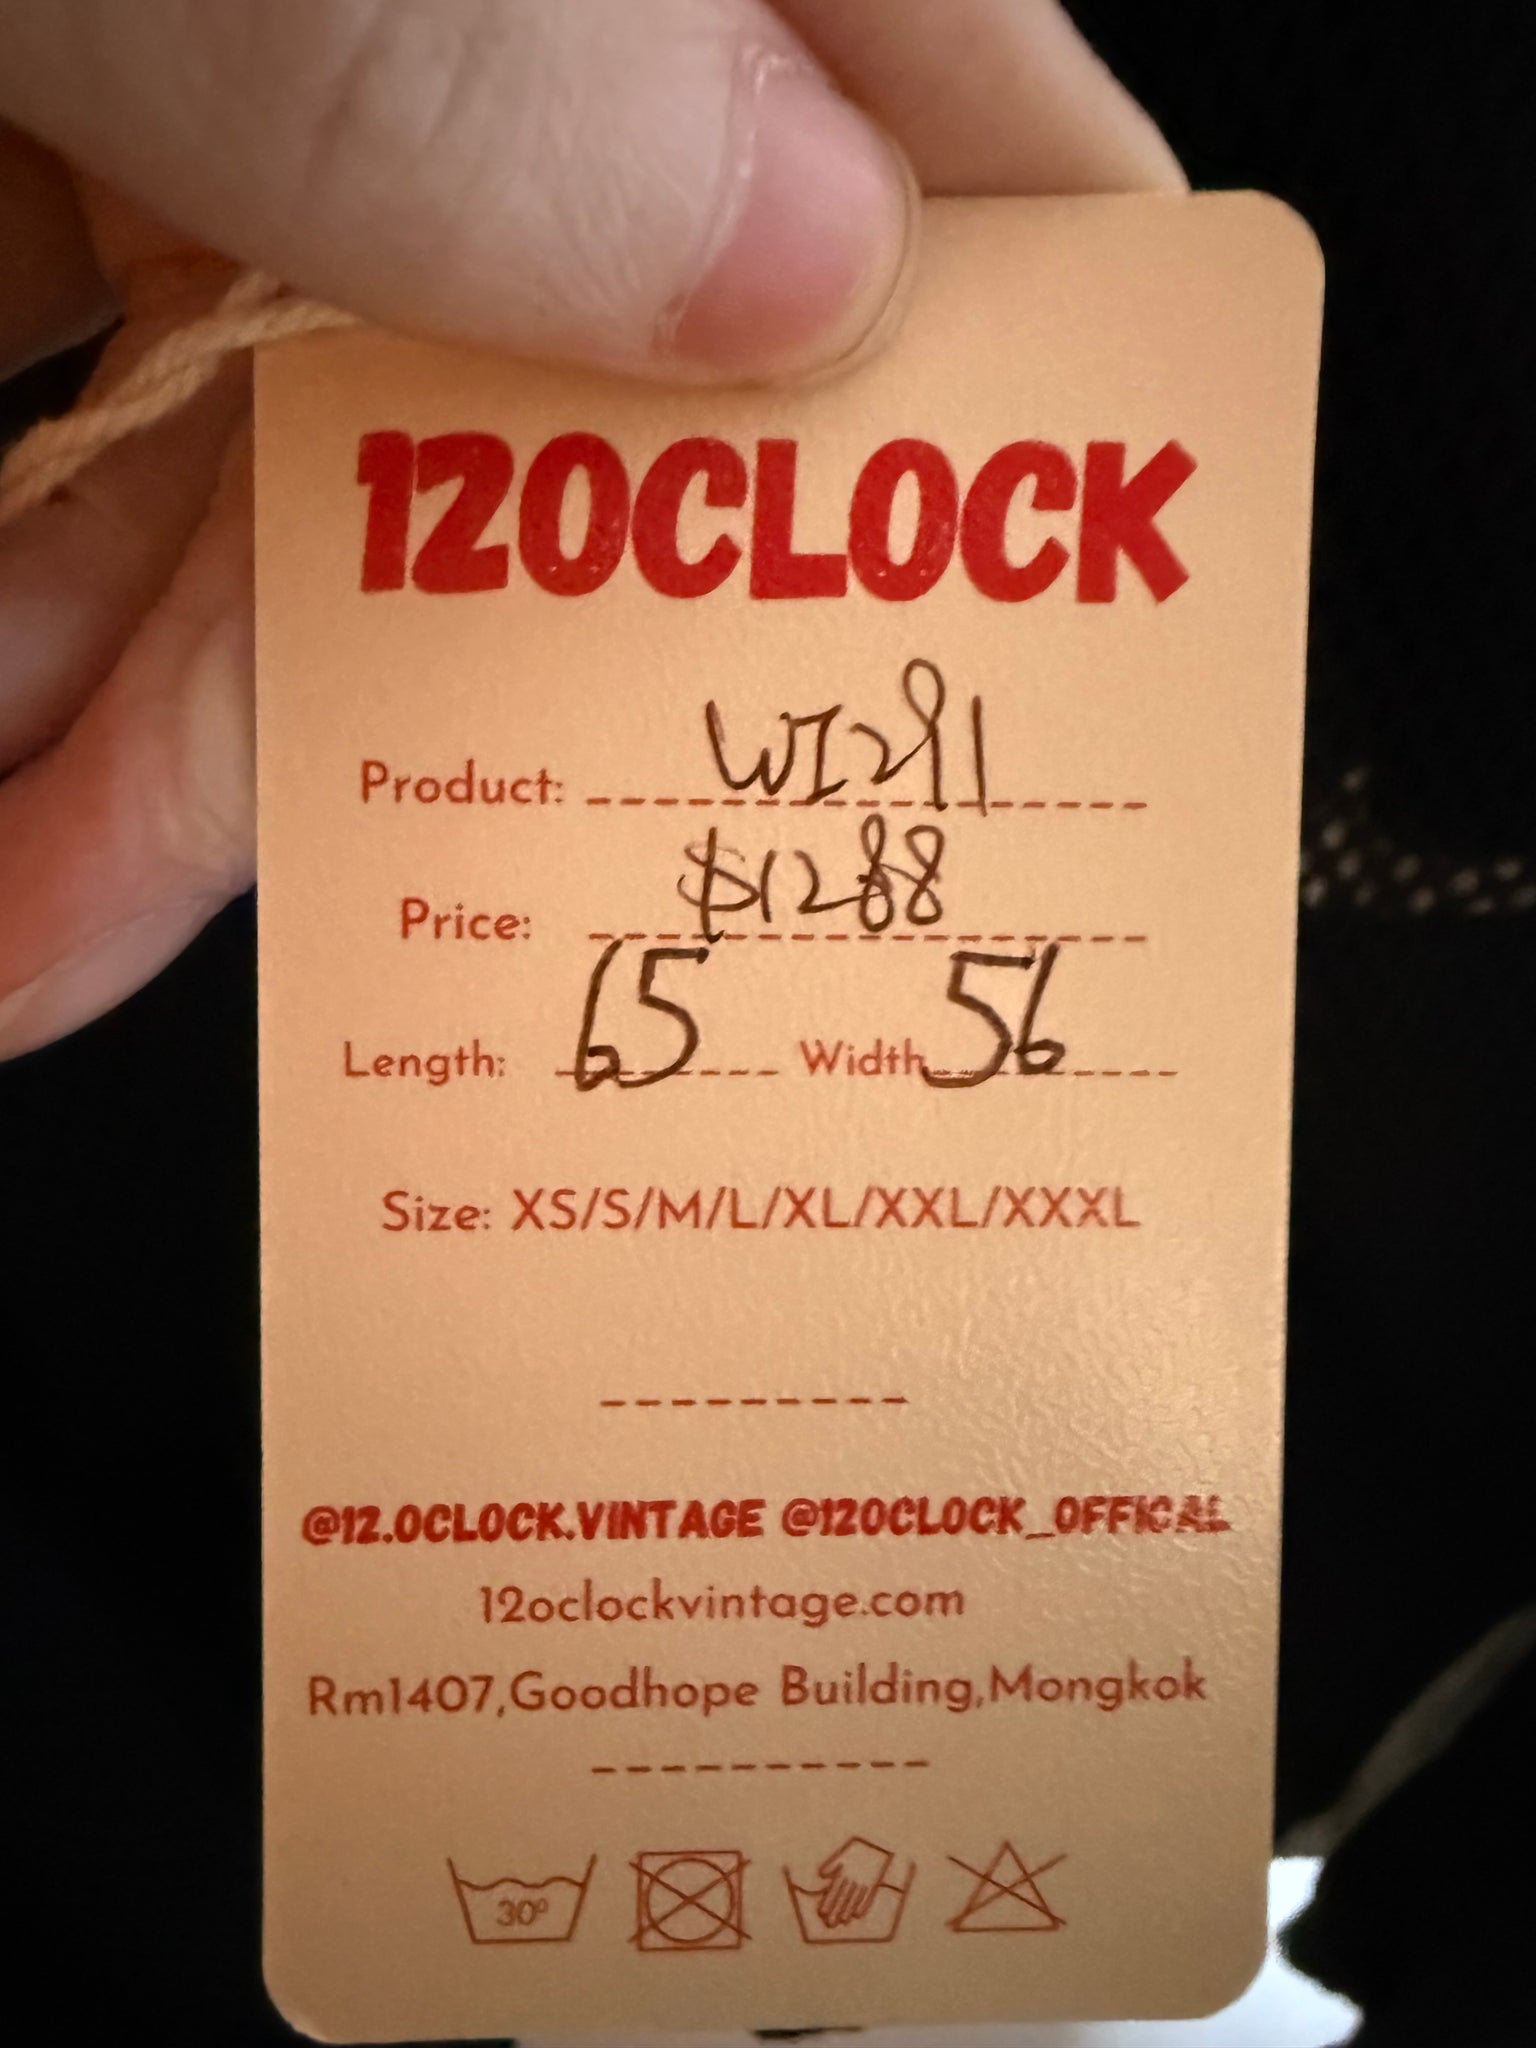 12OCLOCK
Product: WI291
Price: $1288
Length: 65 Width 56
Size: XS/S/M/L/XL/XXL/XXXL
@12.OCLOCK.VINTAGE @12OCLOCK_OFFICAL
12oclockvintage.com
Rm1407,Goodhope Building,Mongkok
30°